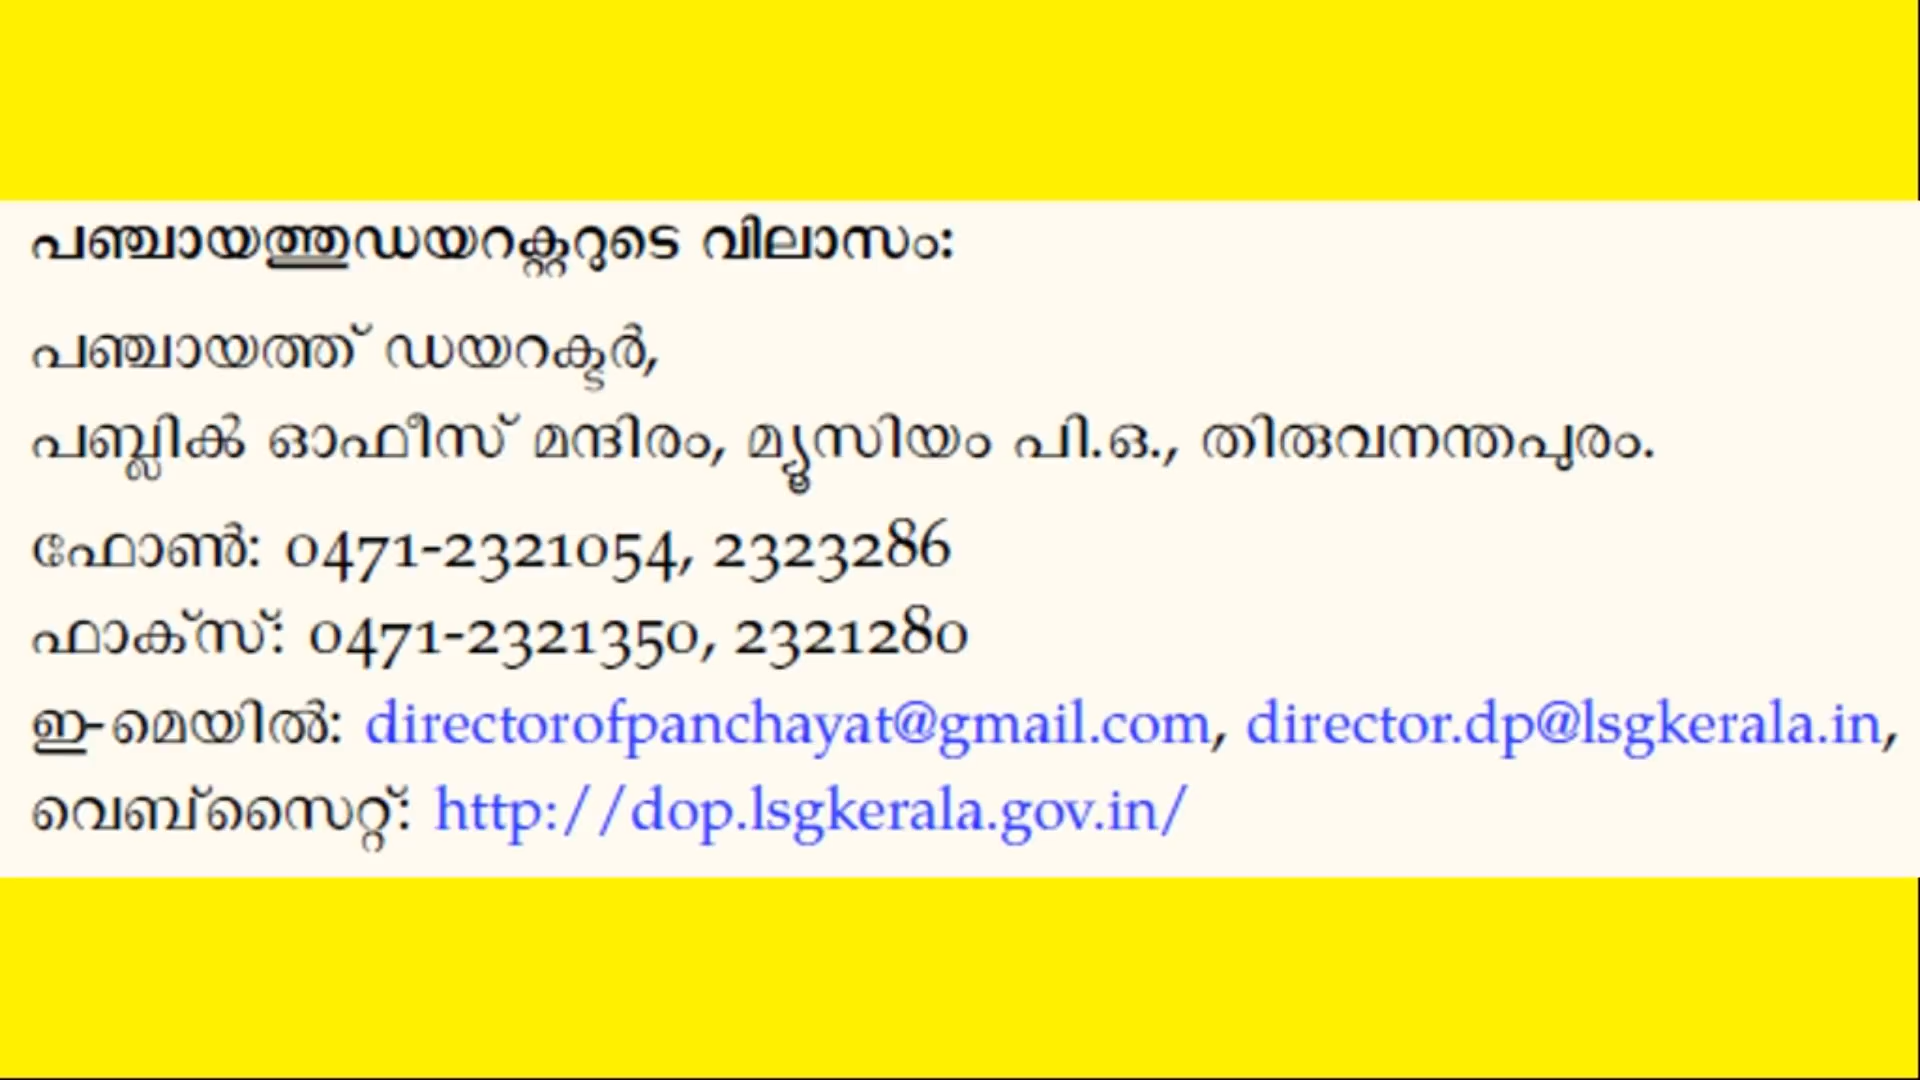 പഞ്ചായത്തുഡയറക്റ്ററുടെ വിലാസം:
പഞ്ചായത്ത് ഡയറക്ടർ,
പബ്ലിൿ ഓഫീസ് മന്ദിരം, മ്യൂസിയം പി.ഒ., തിരുവനന്തപുരം.
ഫോൺ: 0471-2321054, 2323286
ഫാക്സ്: 0471-2321350, 2321280
ഇ-മെയിൽ: directorofpanchayat@gmail.com, director.dp@lsgkerala.in,
വെബ്സൈറ്റ്: http://dop.lsgkerala.gov.in/